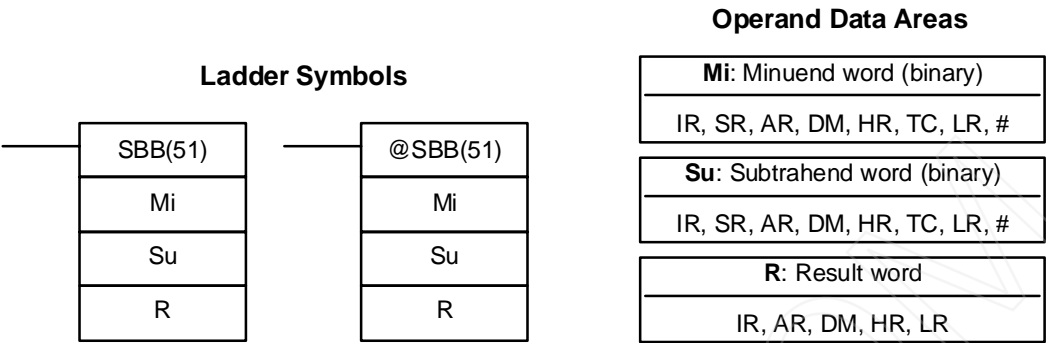 Ladder Symbols
SBB(51)
Mi
Su
R
@SBB(51)
Mi
Su
R
Operand Data Areas
Mi: Minuend word (binary)
IR, SR, AR, DM, HR, TC, LR, #
Su: Subtrahend word (binary)
IR, SR, AR, DM, HR, TC, LR, #
R: Result word
IR, AR, DM, HR, LR